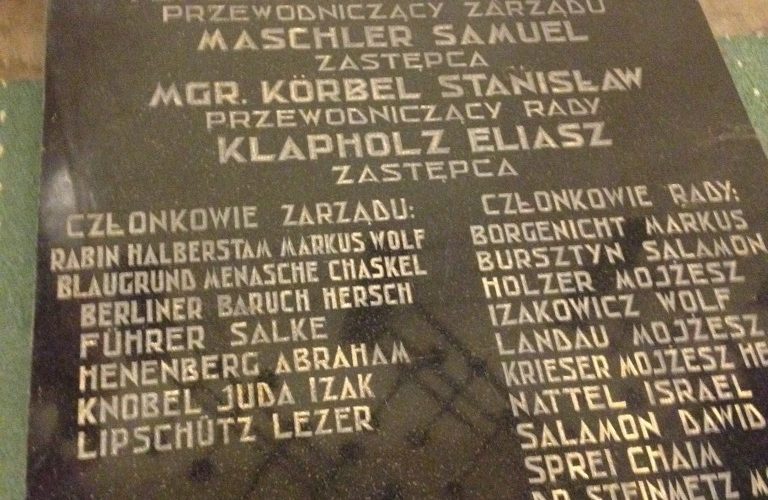 PRZEWODNICZĄCY ZARZĄDU
MASCHLER SAMUEL
ZASTĘPCA
MGR. KÖRBEL STANISŁAW
PRZEWODNICZĄCY RADY
KLAPHOLZ ELIASZ
ZASTĘPCA
CZŁONKOWIE ZARZĄDU:
RABIN HALBERSTAM MARKUS WOLF
BLAUGRUND MENASCHE CHASKEL
BERLINER BARUCH HERSCH
FÜHRER SALKE
HENENBERG ABRAHAM
KNOBEL JUDA IZAK
LIPSCHÜTZ LEZER
CZŁONKOWIE RADY:
BORGENICHT MARKUS
BURSZTYN SALAMON
HOLZER MOJŻESZ
IZAKOWICZ WOLF
LANDAU MOJŻESZ
KRIESER MOJŻESZ HE
NATTEL ISRAEL
SALAMON DAWID
SPREI CHAIM
STEINMETZ